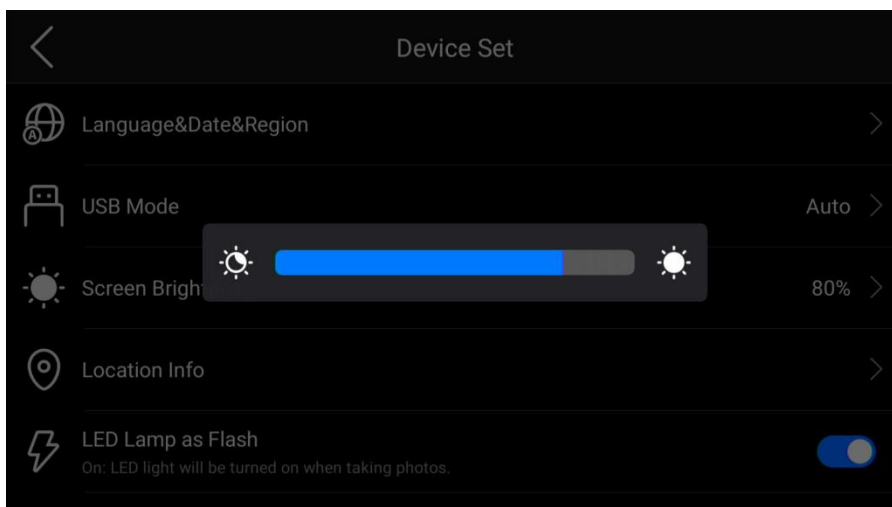 Device Set
Language&Date&Region
USB Mode
Auto
Screen Brigh
80%
Location Info
LED Lamp as Flash
On: LED light will be turned on when taking photos.